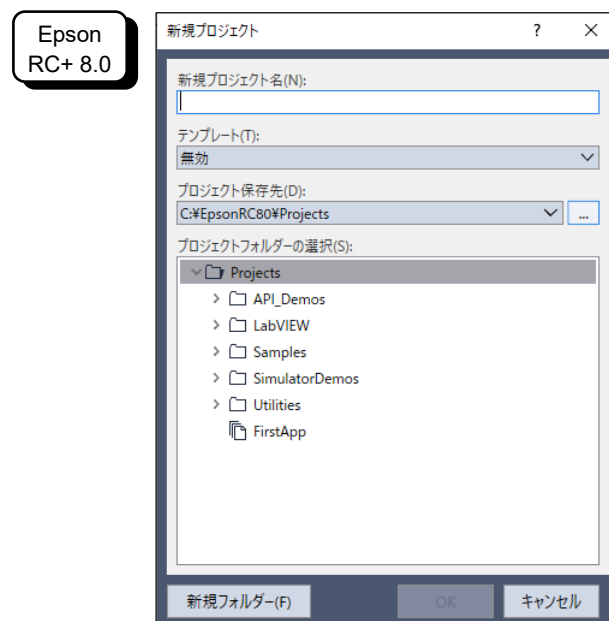 Epson
RC+ 8.0
新規プロジェクト ? ×
新規プロジェクト名(N):
テンプレート(T):
無効
プロジェクト保存先(D):
C:¥EpsonRC80¥Projects ...
プロジェクトフォルダーの選択(S):
Projects
API_Demos
LabVIEW
Samples
SimulatorDemos
Utilities
FirstApp
新規フォルダー(F) OK キャンセル